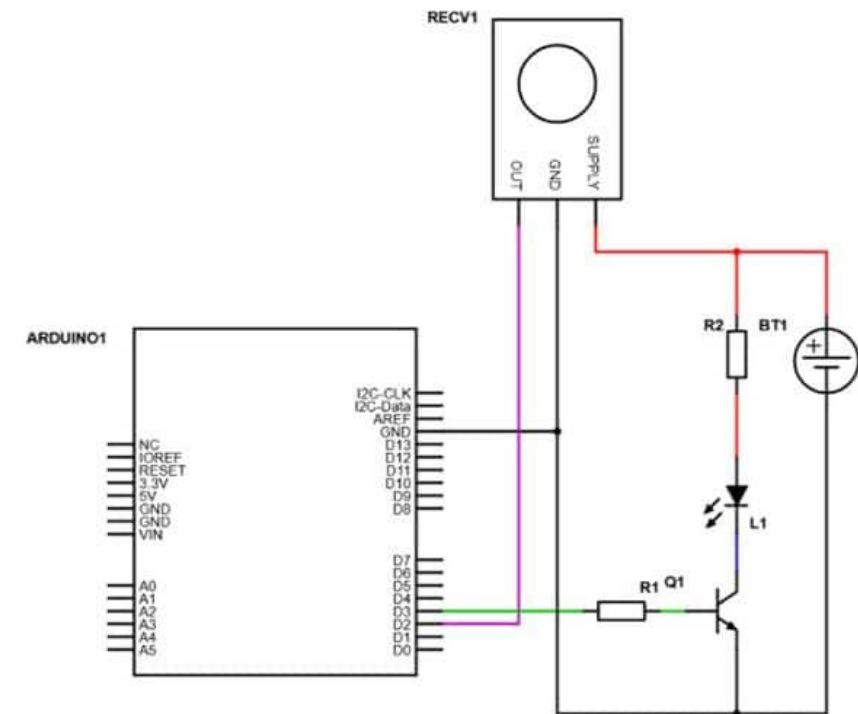 RECV1
OUT
GND
SUPPLY
R2
BT1
+
ARDUINO1
I2C-CLK
I2C-Data
AREF
GND
D13
D12
D11
D10
D9
D8
NC
IOREF
RESET
3.3V
5V
GND
GND
VIN
D7
D6
D5
D4
D3
D2
D1
D0
A0
A1
A2
A3
A4
A5
L1
R1
Q1